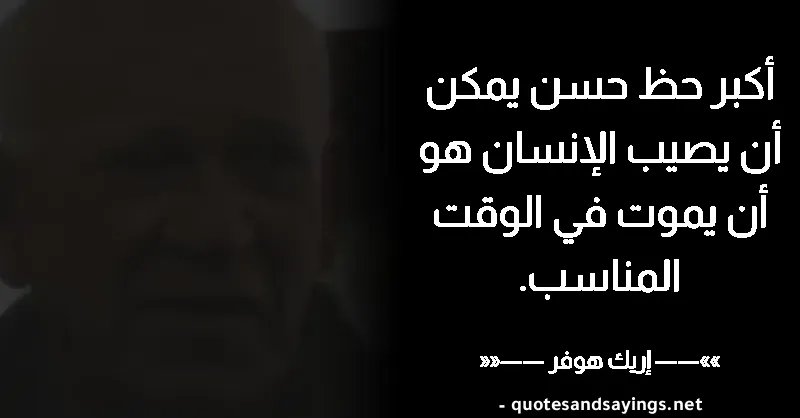 أكبر حظ حسن يمكن
أن يصيب الإنسان هو
أن يموت في الوقت
المناسب.
»»—— إريك هوفر ——««
- quotesandsayings.net